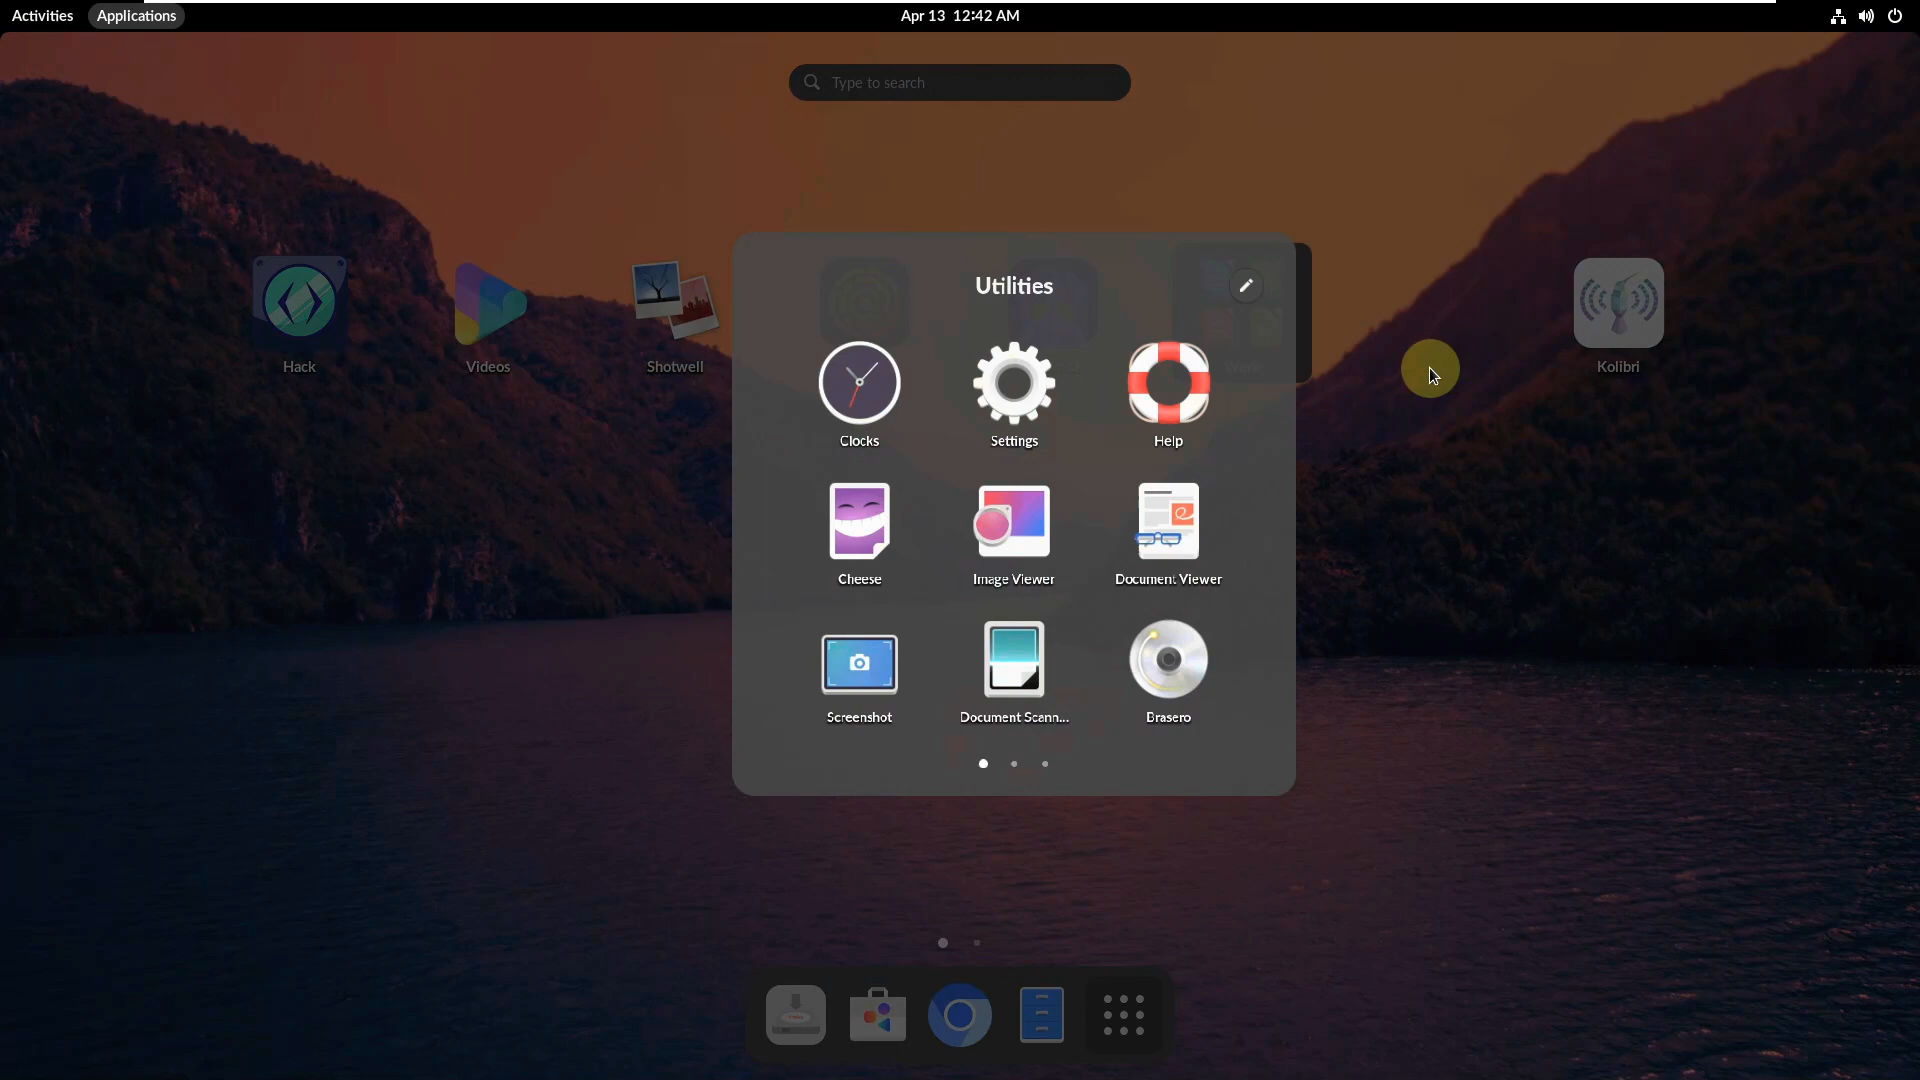 Activities Applications Apr 13 12:42 AM
Type to search
Utilities
Hack Videos Shotwell Work Kolibri
Clocks Settings Help
Cheese Image Viewer Document Viewer
Screenshot Document Scann... Brasero